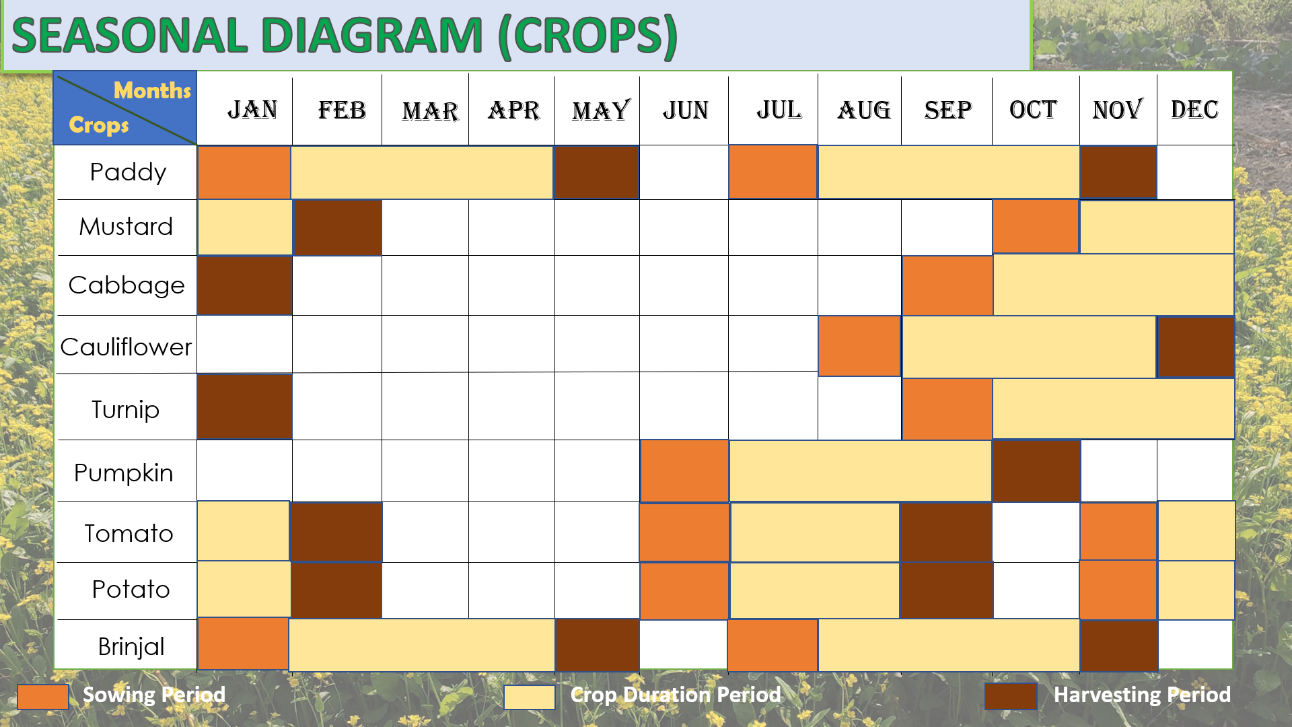 SEASONAL DIAGRAM (CROPS)
Months
Crops
JAN FEB MAR APR MAY JUN JUL AUG SEP OCT NOV DEC
Paddy
Mustard
Cabbage
Cauliflower
Turnip
Pumpkin
Tomato
Potato
Brinjal
Sowing Period Crop Duration Period Harvesting Period